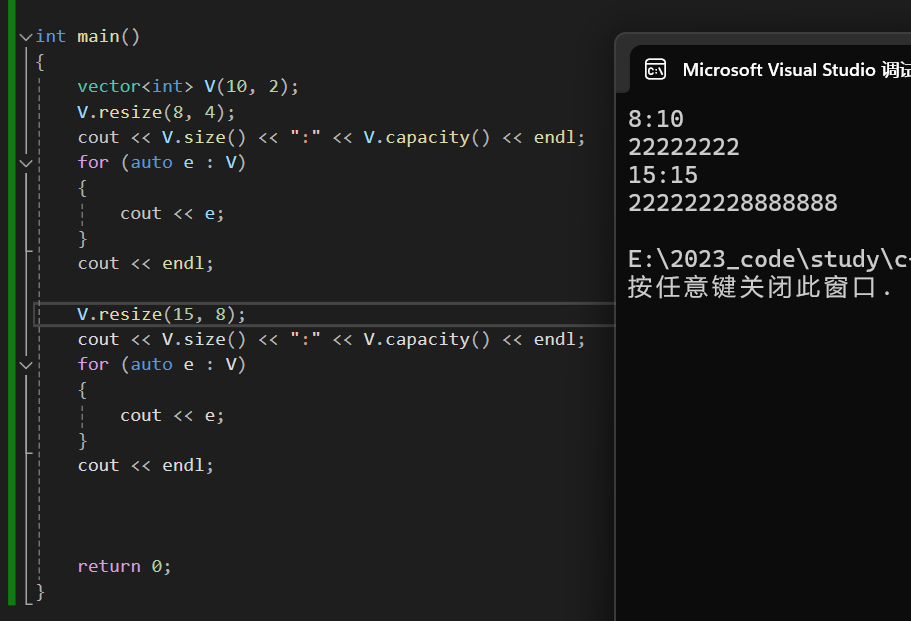 int main()
{
vector<int> V(10, 2);
V.resize(8, 4);
cout << V.size() << ":" << V.capacity() << endl;
for (auto e : V)
{
cout << e;
}
cout << endl;
V.resize(15, 8);
cout << V.size() << ":" << V.capacity() << endl;
for (auto e : V)
{
cout << e;
}
cout << endl;
return 0;
}
Microsoft Visual Studio 调试
8:10
22222222
15:15
222222228888888
E:\2023_code\study\c
按任意键关闭此窗口.